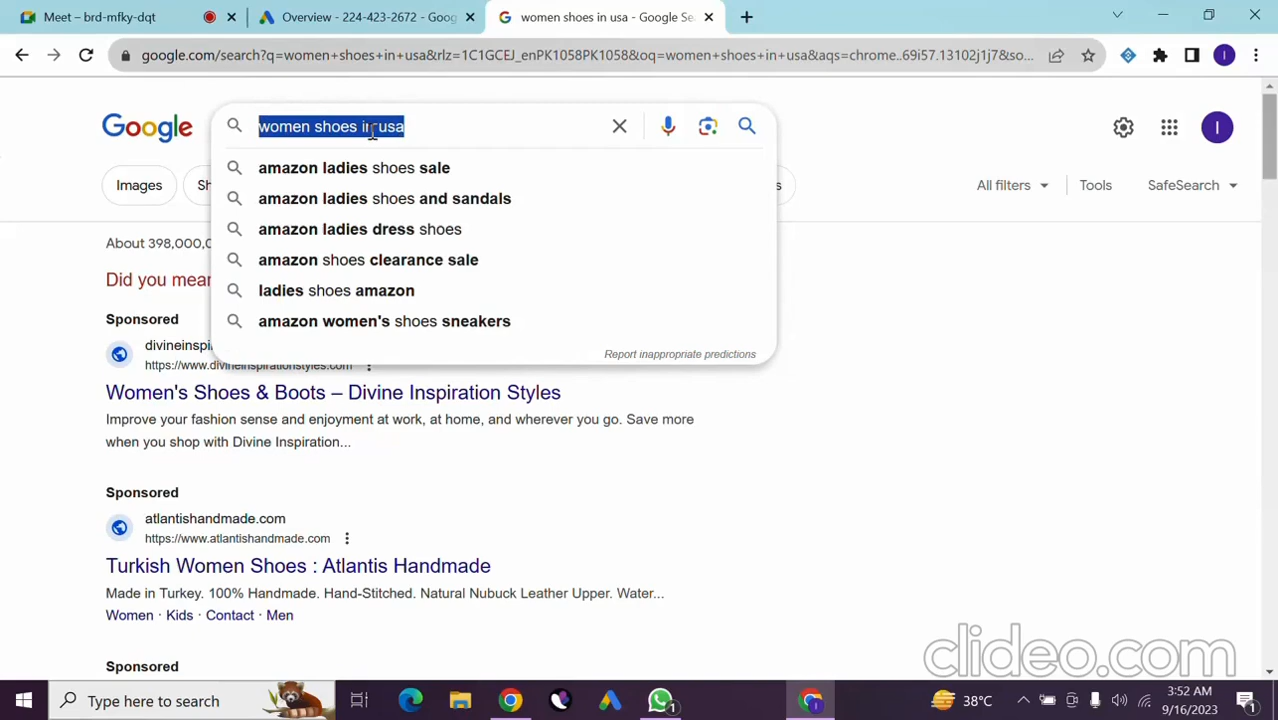 Meet – brd-mfky-dqt
Overview - 224-423-2672 - Goog
women shoes in usa - Google Se
google.com/search?q=women+shoes+in+usa&rlz=1C1GCEJ_enPK1058PK1058&oq=women+shoes+in+usa&aqs=chrome..69i57.13102j1j7&so...
I
Google
women shoes in usa
I
amazon ladies shoes sale
amazon ladies shoes and sandals
amazon ladies dress shoes
amazon shoes clearance sale
ladies shoes amazon
amazon women's shoes sneakers
Report inappropriate predictions
Images
Sh
s
All filters
Tools
SafeSearch
About 398,000,0
Did you mear
Sponsored
divineinspi
https://www.divineinspirationstyles.com
Women's Shoes & Boots – Divine Inspiration Styles
Improve your fashion sense and enjoyment at work, at home, and wherever you go. Save more
when you shop with Divine Inspiration...
Sponsored
atlantishandmade.com
https://www.atlantishandmade.com
Turkish Women Shoes : Atlantis Handmade
Made in Turkey. 100% Handmade. Hand-Stitched. Natural Nubuck Leather Upper. Water...
Women · Kids · Contact · Men
Sponsored
clideo.com
Type here to search
1
38°C
3:52 AM
9/16/2023
1